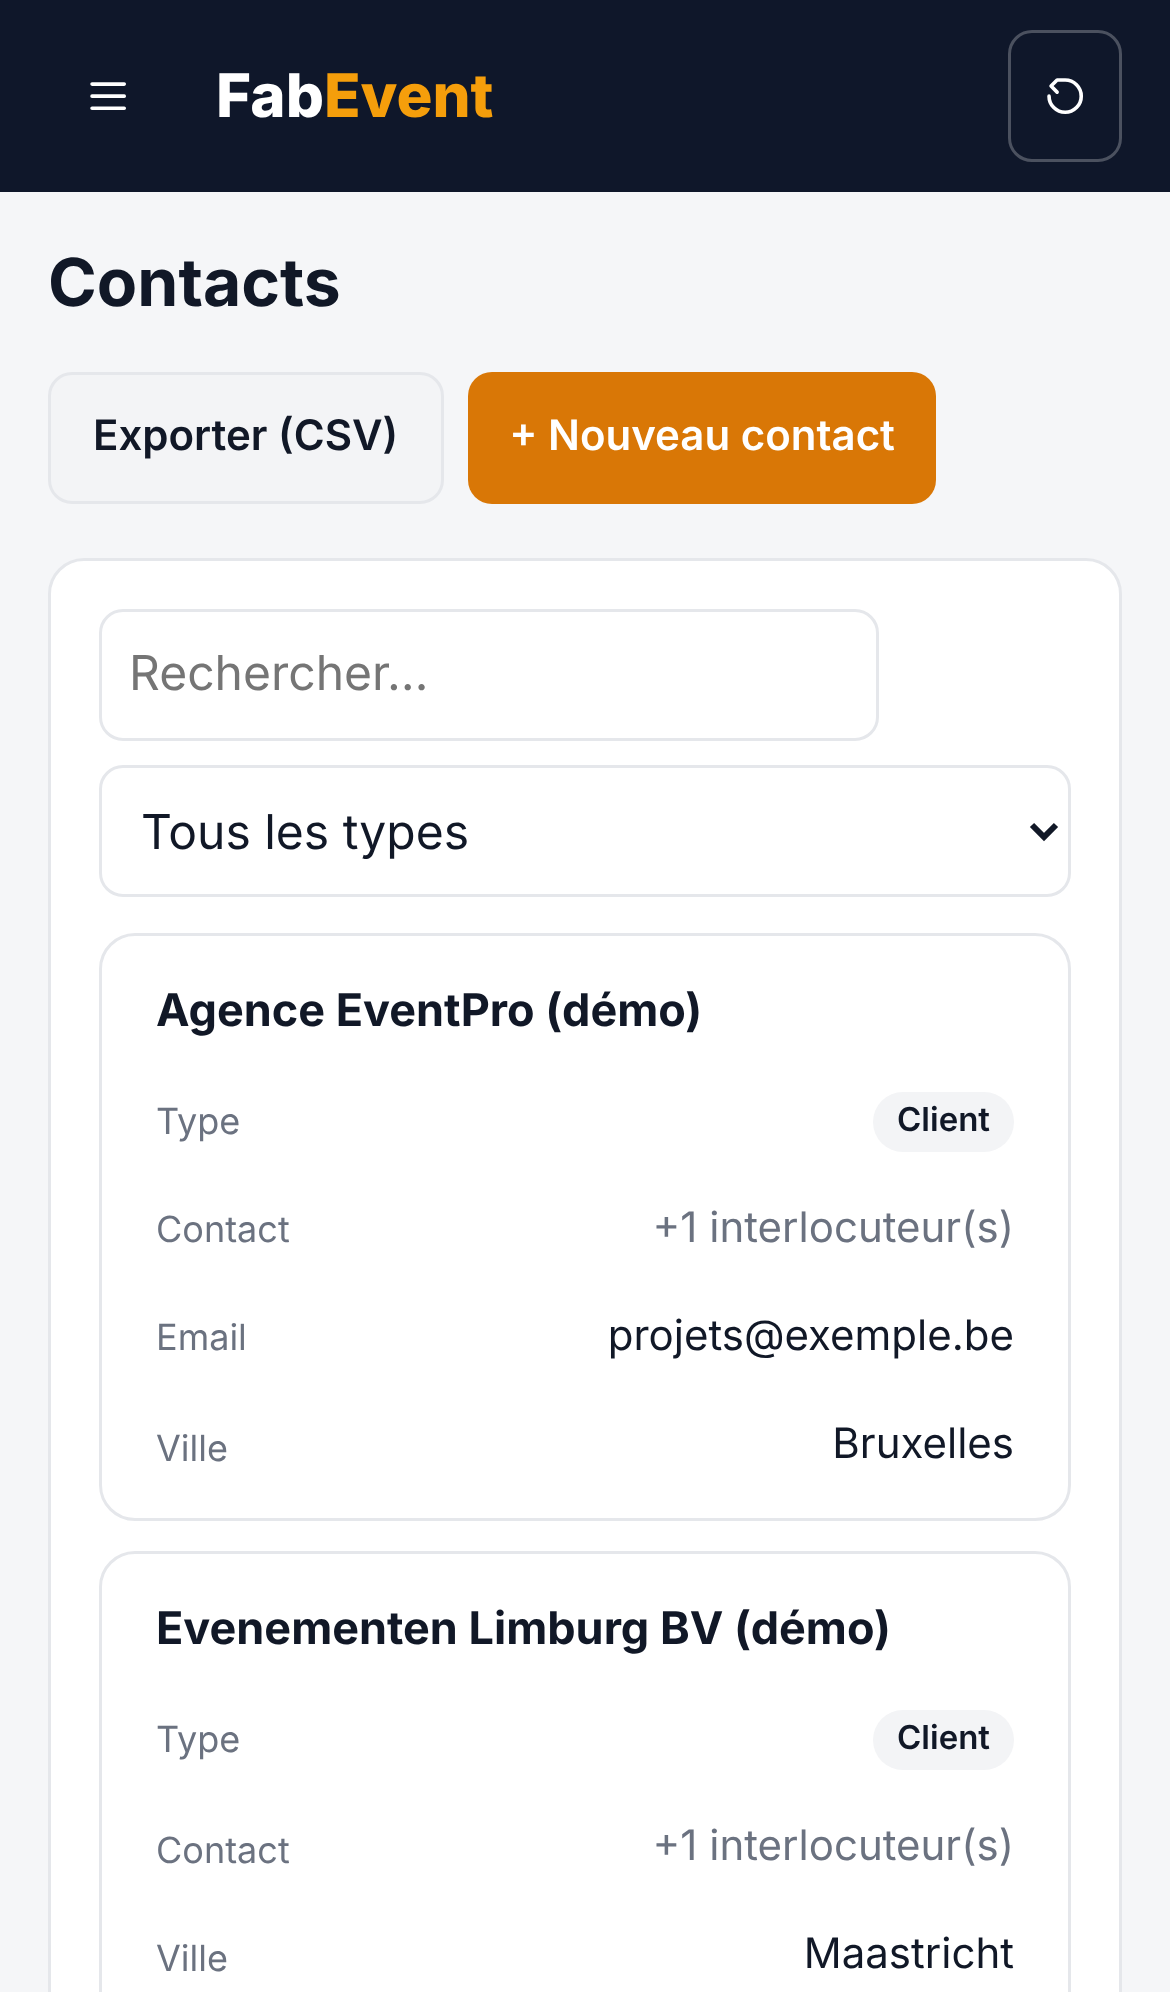 FabEvent
Contacts
Exporter (CSV)
+ Nouveau contact
Rechercher...
Tous les types
Agence EventPro (démo)
Type Client
Contact +1 interlocuteur(s)
Email projets@exemple.be
Ville Bruxelles
Evenementen Limburg BV (démo)
Type Client
Contact +1 interlocuteur(s)
Ville Maastricht